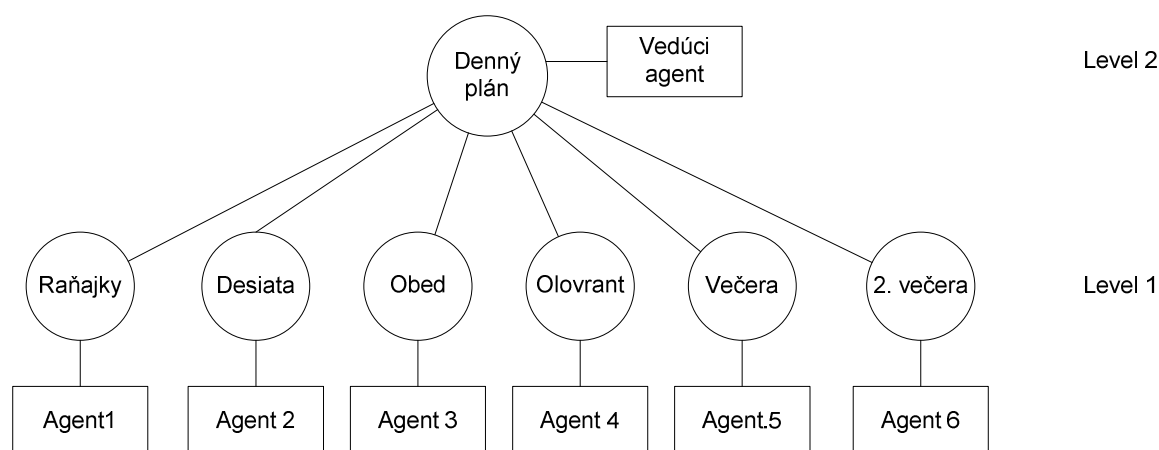 Denný
plán
Vedúci
agent
Level 2
Raňajky
Desiata
Obed
Olovrant
Večera
2. večera
Level 1
Agent1
Agent 2
Agent 3
Agent 4
Agent.5
Agent 6